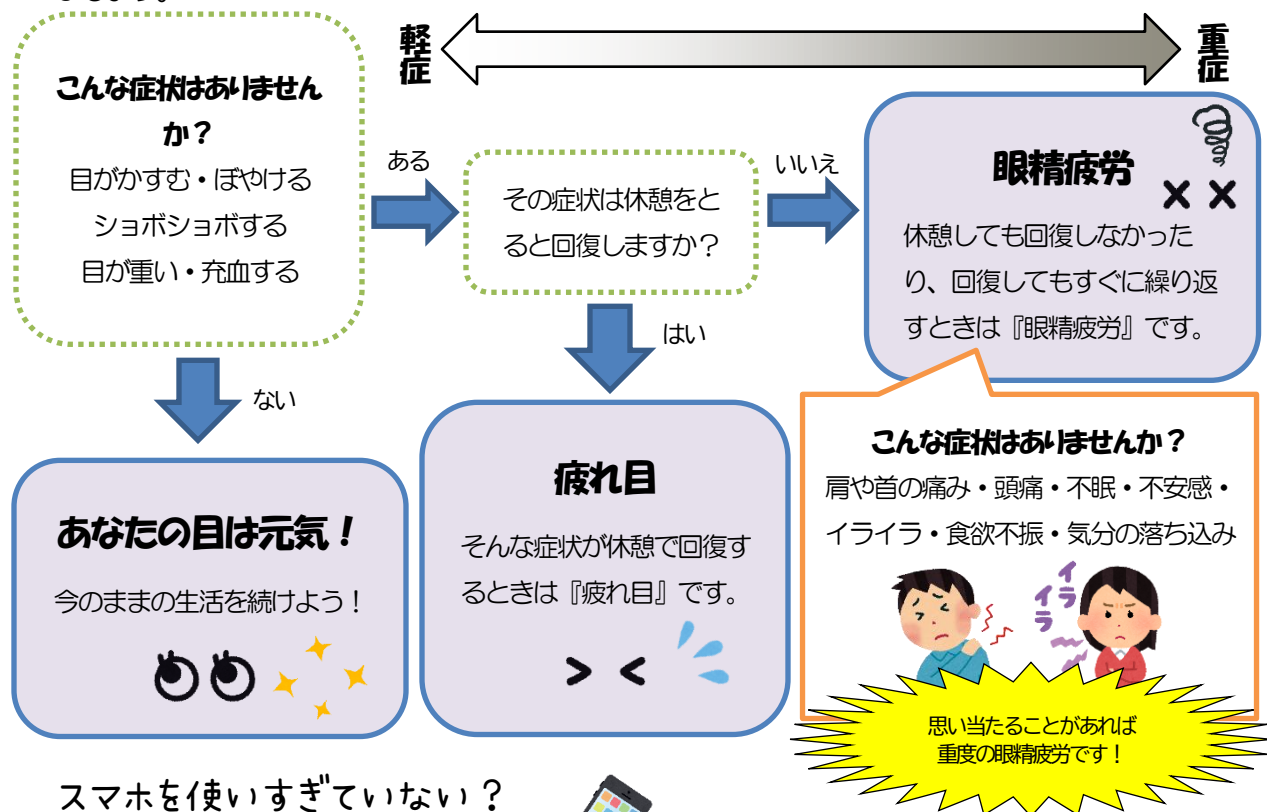 軽症
重症
こんな症状はありません
か？
目がかすむ・ぼやける
ショボショボする
目が重い・充血する
ある
その症状は休憩をと
ると回復しますか？
いいえ
眼精疲労
休憩しても回復しなかった
り、回復してもすぐに繰り返
すときは『眼精疲労』です。
はい
ない
あなたの目は元気！
今のままの生活を続けよう！
疲れ目
そんな症状が休憩で回復す
るときは『疲れ目』です。
こんな症状はありませんか？
肩や首の痛み・頭痛・不眠・不安感・
イライラ・食欲不振・気分の落ち込み
イライラ
思い当たることがあれば
重度の眼精疲労です！
スマホを使いすぎていない？